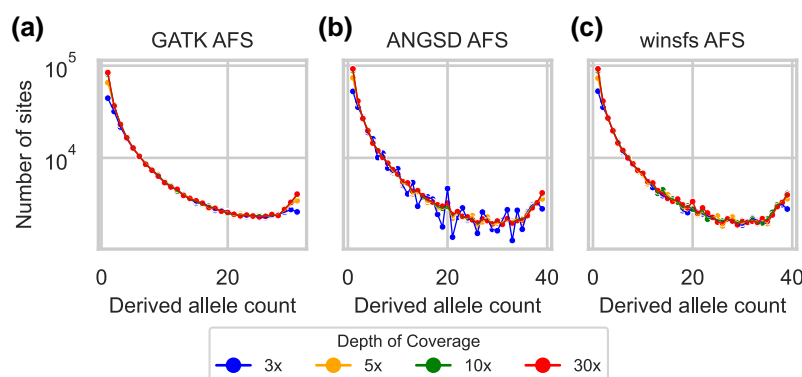 (a) GATK AFS
(b) ANGSD AFS
(c) winsfs AFS
Number of sites
10^5
10^4
0 20
0 20 40
0 20 40
Derived allele count
Derived allele count
Derived allele count
Depth of Coverage
3x 5x 10x 30x